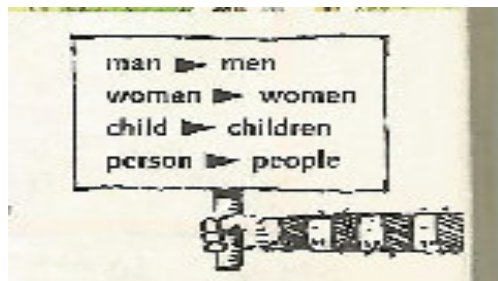 man ► men
woman ► women
child ► children
person ► people